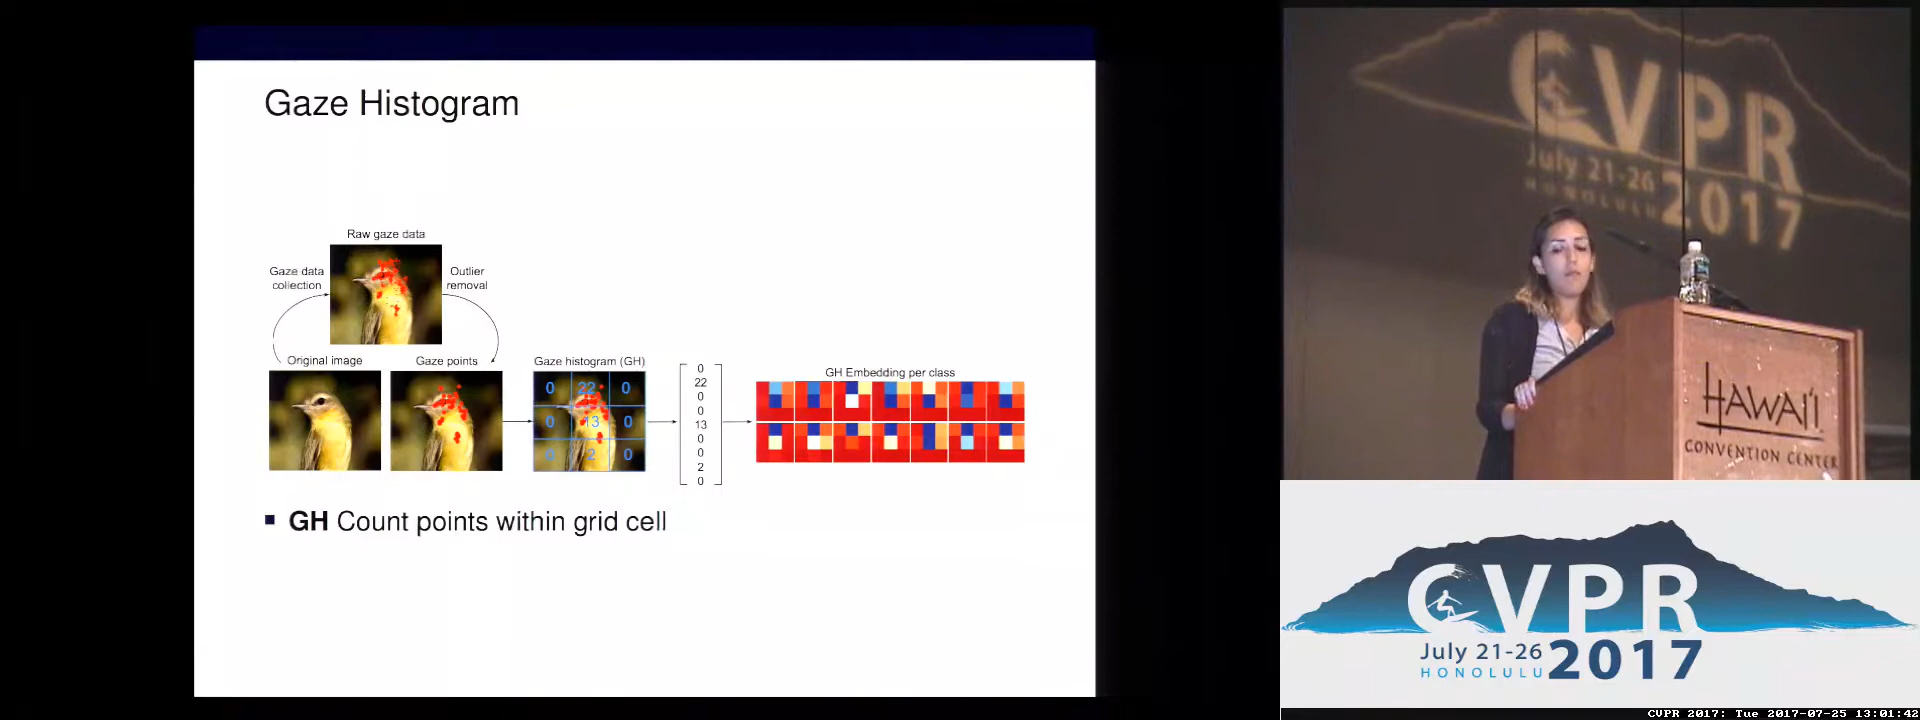 Gaze Histogram
Raw gaze data
Gaze data
collection
Outlier
removal
Original image
Gaze points
Gaze histogram (GH)
0 22 0
0 13 0
0 2 0
0
22
0
0
13
0
0
2
0
GH Embedding per class
GH Count points within grid cell
CVPR
July 21-26
HONOLULU
2017
HAWAI'I
CONVENTION CENTER
CVPR
July 21-26
HONOLULU
2017
CVPR 2017: Tue 2017-07-25 13:01:42